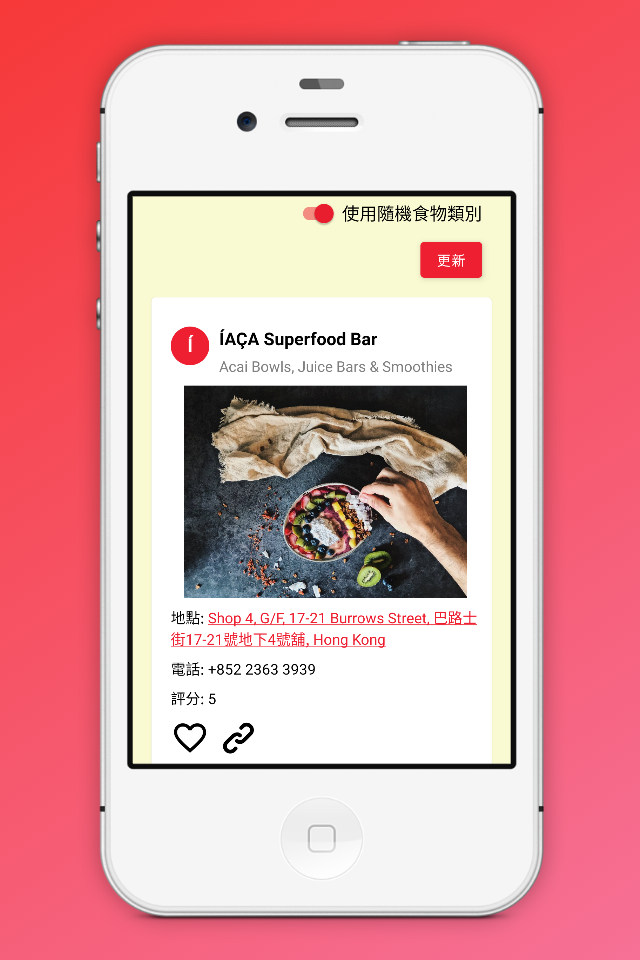 使用隨機食物類別
更新
Í
ÍAÇA Superfood Bar
Acai Bowls, Juice Bars & Smoothies
地點: Shop 4, G/F, 17-21 Burrows Street, 巴路士
街17-21號地下4號舖, Hong Kong
電話: +852 2363 3939
評分: 5